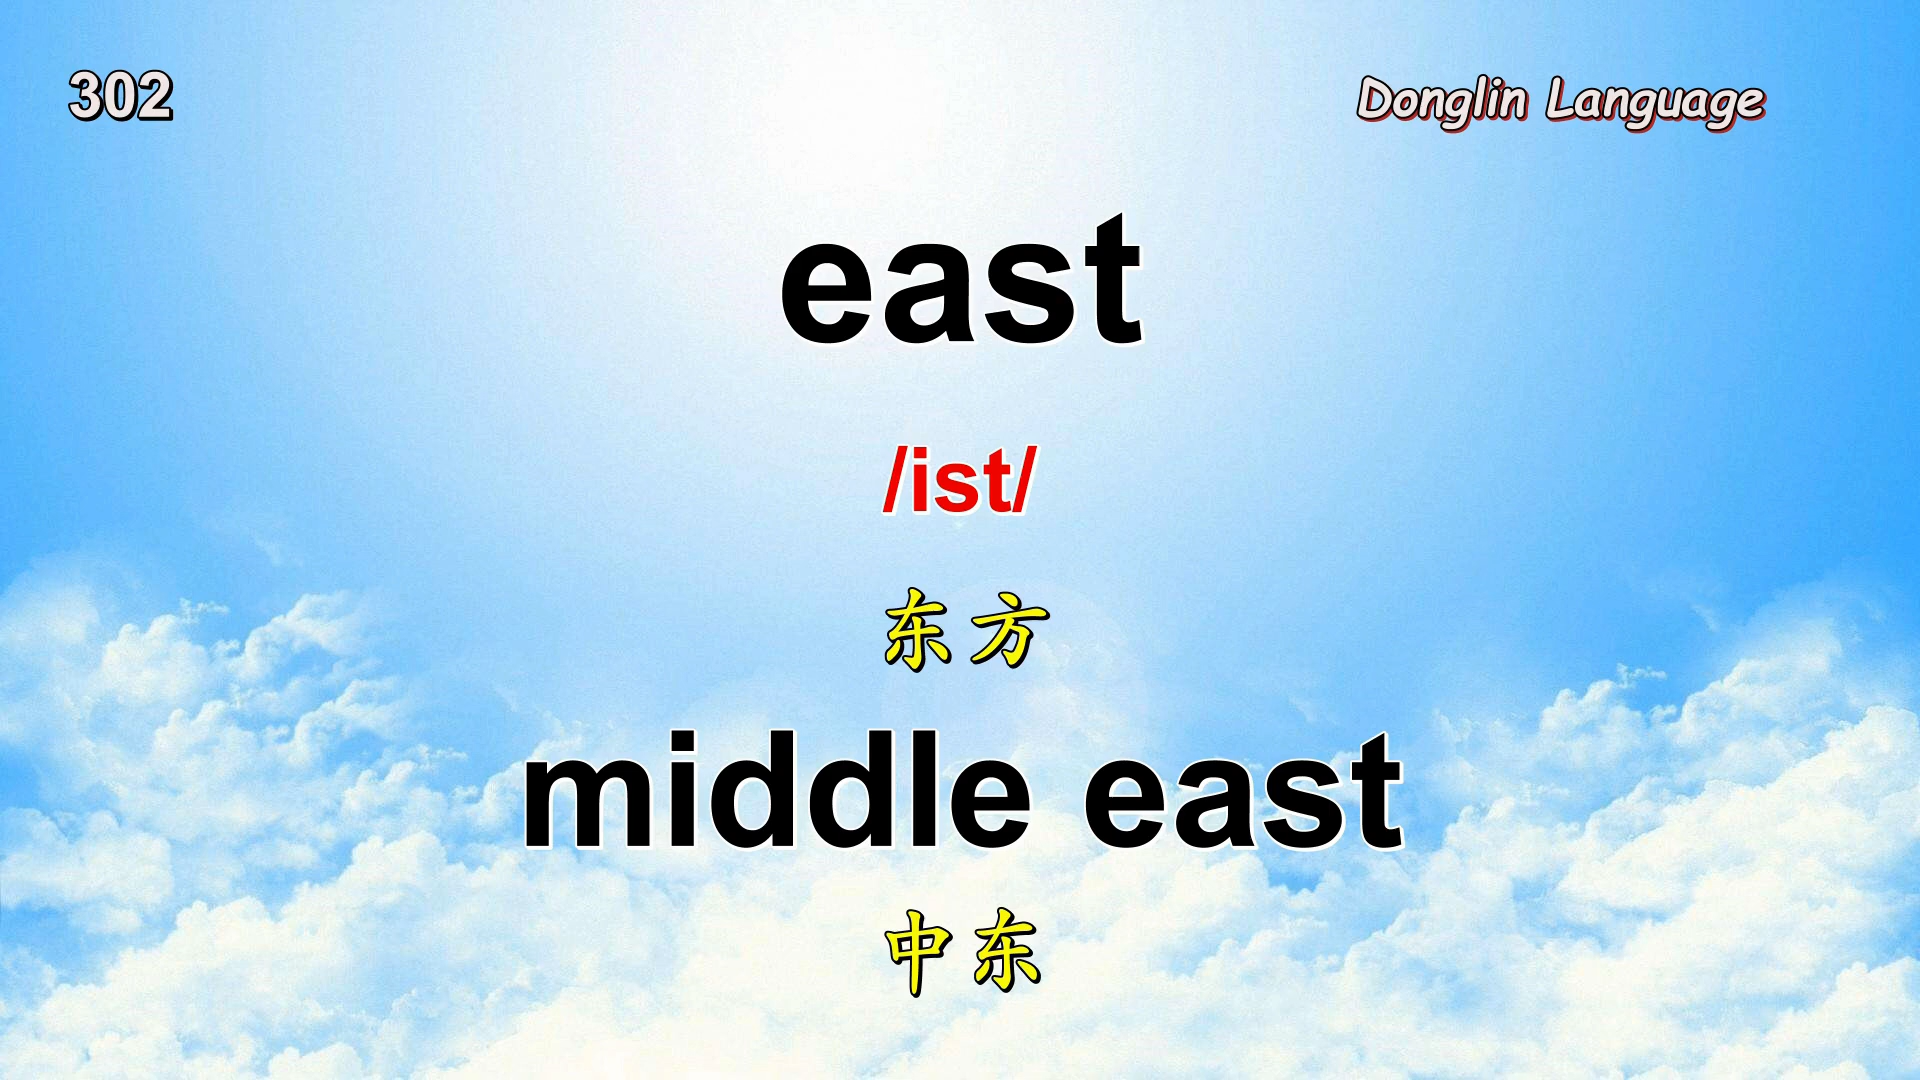 302
Donglin Language
east
/ist/
东方
middle east
中东